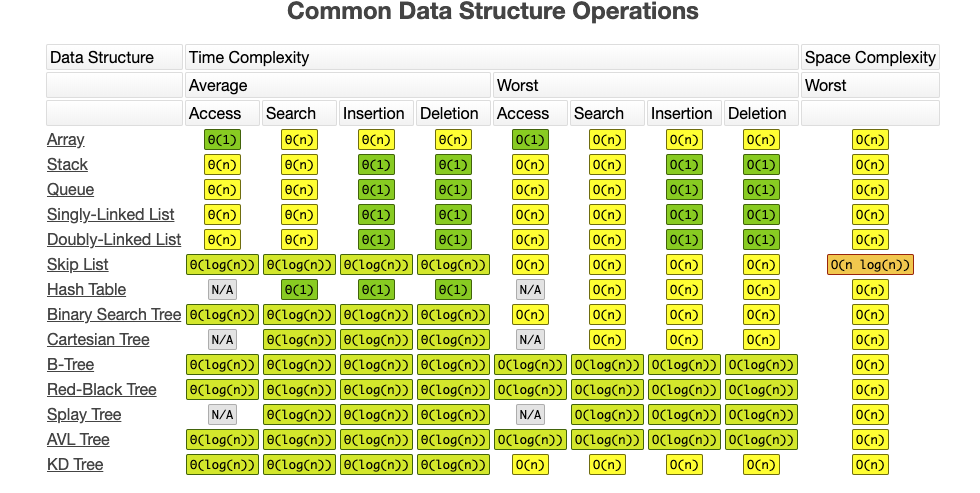 Common Data Structure Operations
Data Structure Time Complexity Space Complexity
Average Worst Worst
Access Search Insertion Deletion Access Search Insertion Deletion
Array Θ(1) Θ(n) Θ(n) Θ(n) O(1) O(n) O(n) O(n) O(n)
Stack Θ(n) Θ(n) Θ(1) Θ(1) O(n) O(n) O(1) O(1) O(n)
Queue Θ(n) Θ(n) Θ(1) Θ(1) O(n) O(n) O(1) O(1) O(n)
Singly-Linked List Θ(n) Θ(n) Θ(1) Θ(1) O(n) O(n) O(1) O(1) O(n)
Doubly-Linked List Θ(n) Θ(n) Θ(1) Θ(1) O(n) O(n) O(1) O(1) O(n)
Skip List Θ(log(n)) Θ(log(n)) Θ(log(n)) Θ(log(n)) O(n) O(n) O(n) O(n) O(n log(n))
Hash Table N/A Θ(1) Θ(1) Θ(1) N/A O(n) O(n) O(n) O(n)
Binary Search Tree Θ(log(n)) Θ(log(n)) Θ(log(n)) Θ(log(n)) O(n) O(n) O(n) O(n) O(n)
Cartesian Tree N/A Θ(log(n)) Θ(log(n)) Θ(log(n)) N/A O(n) O(n) O(n) O(n)
B-Tree Θ(log(n)) Θ(log(n)) Θ(log(n)) Θ(log(n)) O(log(n)) O(log(n)) O(log(n)) O(log(n)) O(n)
Red-Black Tree Θ(log(n)) Θ(log(n)) Θ(log(n)) Θ(log(n)) O(log(n)) O(log(n)) O(log(n)) O(log(n)) O(n)
Splay Tree N/A Θ(log(n)) Θ(log(n)) Θ(log(n)) N/A O(log(n)) O(log(n)) O(log(n)) O(n)
AVL Tree Θ(log(n)) Θ(log(n)) Θ(log(n)) Θ(log(n)) O(log(n)) O(log(n)) O(log(n)) O(log(n)) O(n)
KD Tree Θ(log(n)) Θ(log(n)) Θ(log(n)) Θ(log(n)) O(n) O(n) O(n) O(n) O(n)